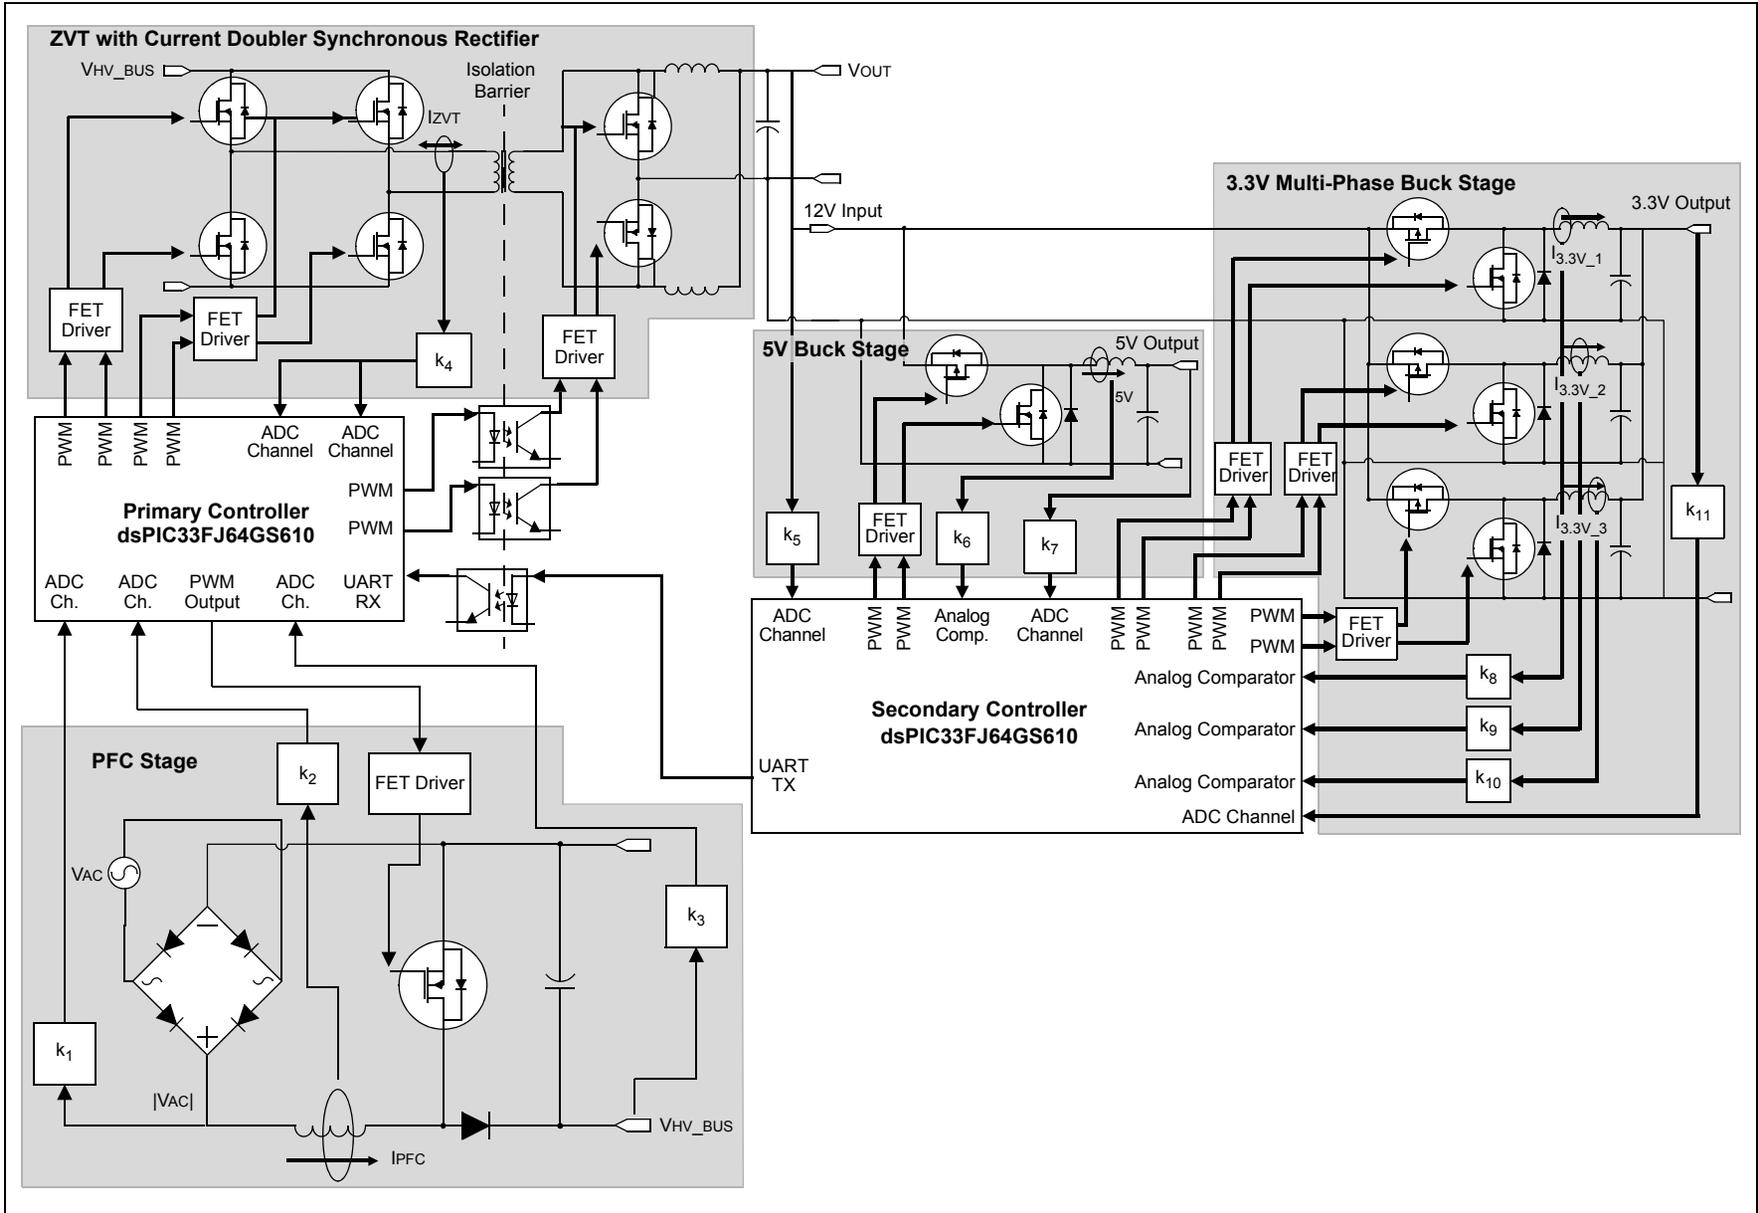 ZVT with Current Doubler Synchronous Rectifier
VHV_BUS
Isolation
Barrier
VOUT
IZVT
FET
Driver
FET
Driver
k4
FET
Driver
12V Input
3.3V Multi-Phase Buck Stage
3.3V Output
I3.3V_1
I3.3V_2
I3.3V_3
FET
Driver
FET
Driver
k11
5V Buck Stage
5V Output
5V
k5
FET
Driver
k6
k7
PWM
PWM
PWM
PWM
ADC
Channel
ADC
Channel
PWM
PWM
Primary Controller
dsPIC33FJ64GS610
ADC
Ch.
ADC
Ch.
PWM
Output
ADC
Ch.
UART
RX
ADC
Channel
PWM
PWM
Analog
Comp.
ADC
Channel
PWM
PWM
PWM
PWM
PWM
PWM
FET
Driver
Analog Comparator
k8
Secondary Controller
dsPIC33FJ64GS610
Analog Comparator
k9
UART
TX
Analog Comparator
k10
ADC Channel
PFC Stage
k2
FET Driver
VAC
k3
k1
|VAC|
VHV_BUS
IPFC